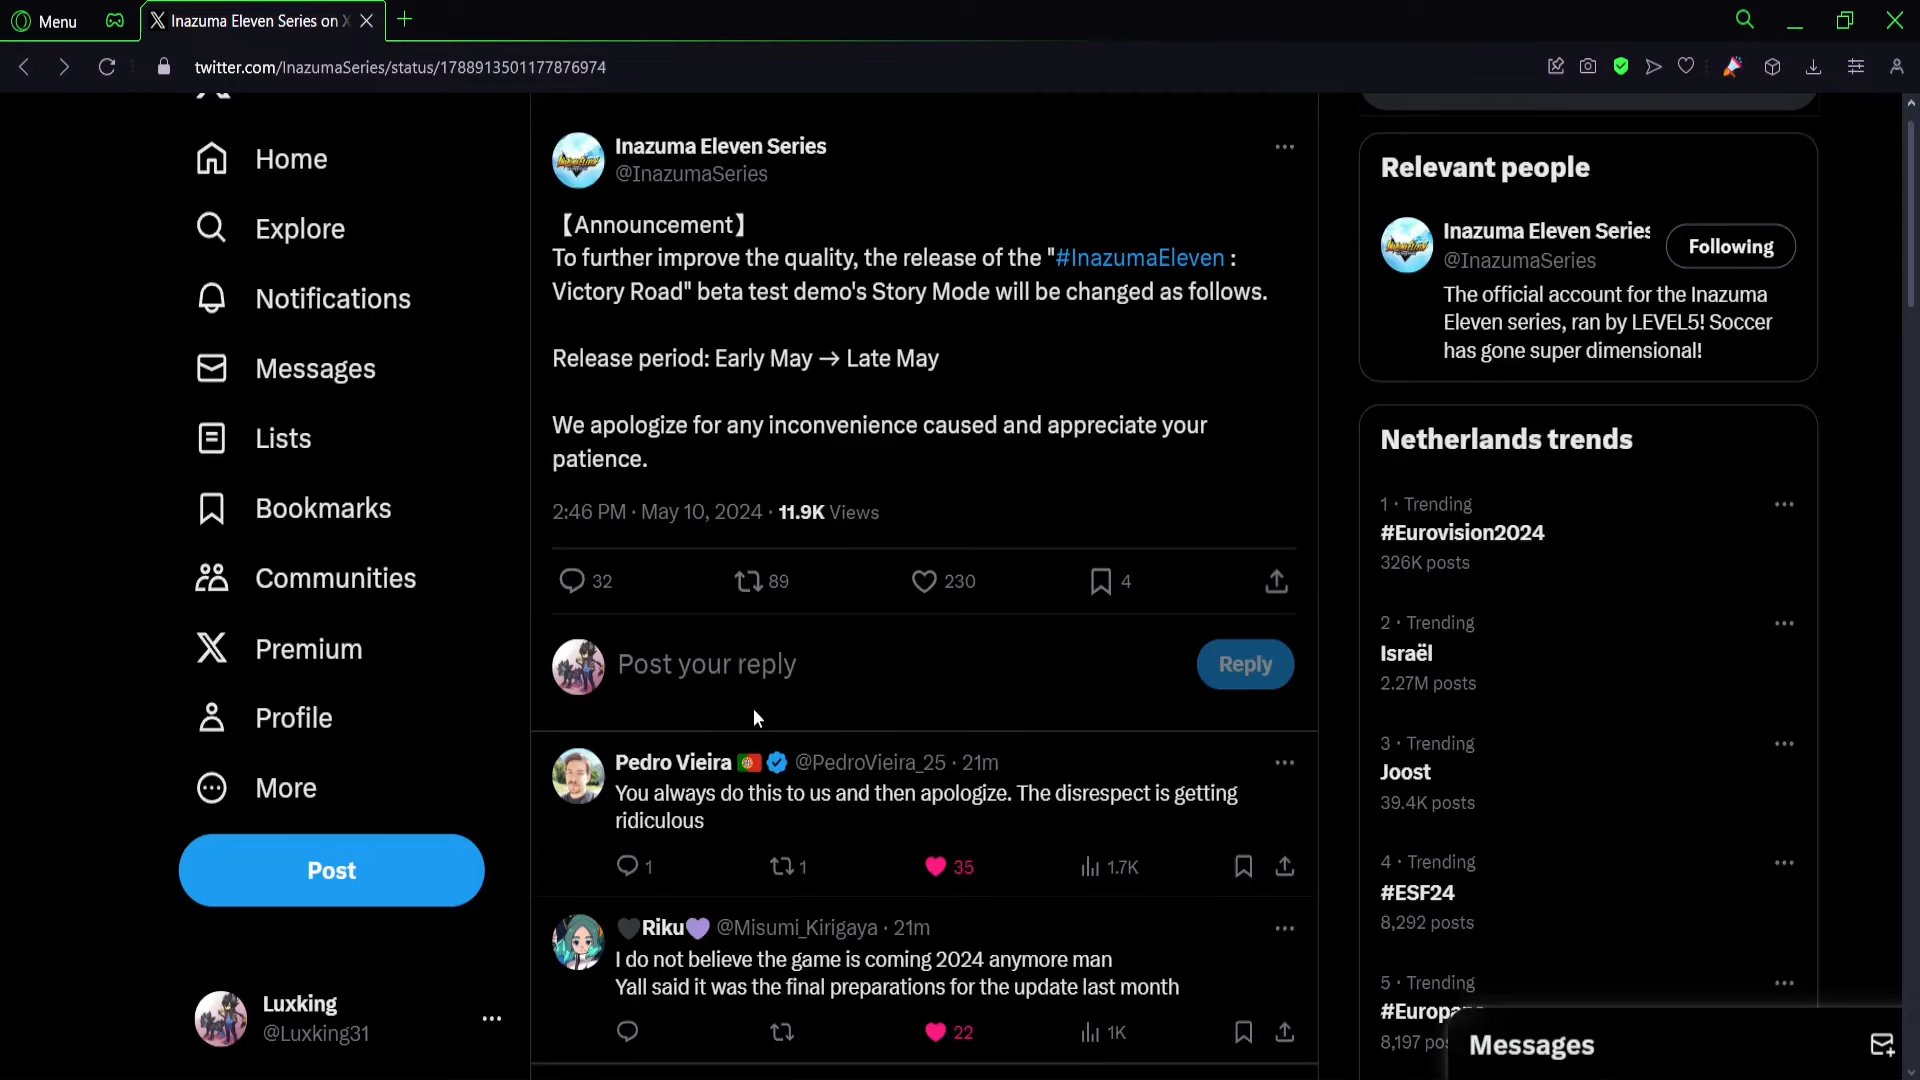 Menu
Inazuma Eleven Series on X
twitter.com/InazumaSeries/status/1788913501177876974
Home
Explore
Notifications
Messages
Lists
Bookmarks
Communities
Premium
Profile
More
Post
Luxking
@Luxking31
Inazuma Eleven Series
@InazumaSeries
【Announcement】
To further improve the quality, the release of the "#InazumaEleven :
Victory Road" beta test demo's Story Mode will be changed as follows.
Release period: Early May → Late May
We apologize for any inconvenience caused and appreciate your
patience.
2:46 PM · May 10, 2024 · 11.9K Views
32 89 230 4
Post your reply
Reply
Pedro Vieira 🇵🇹 @PedroVieira_25 · 21m
You always do this to us and then apologize. The disrespect is getting
ridiculous
1 1 35 1.7K
🖤Riku💜 @Misumi_Kirigaya · 21m
I do not believe the game is coming 2024 anymore man
Yall said it was the final preparations for the update last month
22 1K
Relevant people
Inazuma Eleven Series
@InazumaSeries
Following
The official account for the Inazuma
Eleven series, ran by LEVEL5! Soccer
has gone super dimensional!
Netherlands trends
1 · Trending
#Eurovision2024
326K posts
2 · Trending
Israël
2.27M posts
3 · Trending
Joost
39.4K posts
4 · Trending
#ESF24
8,292 posts
5 · Trending
#Europa
8,197 pos
Messages